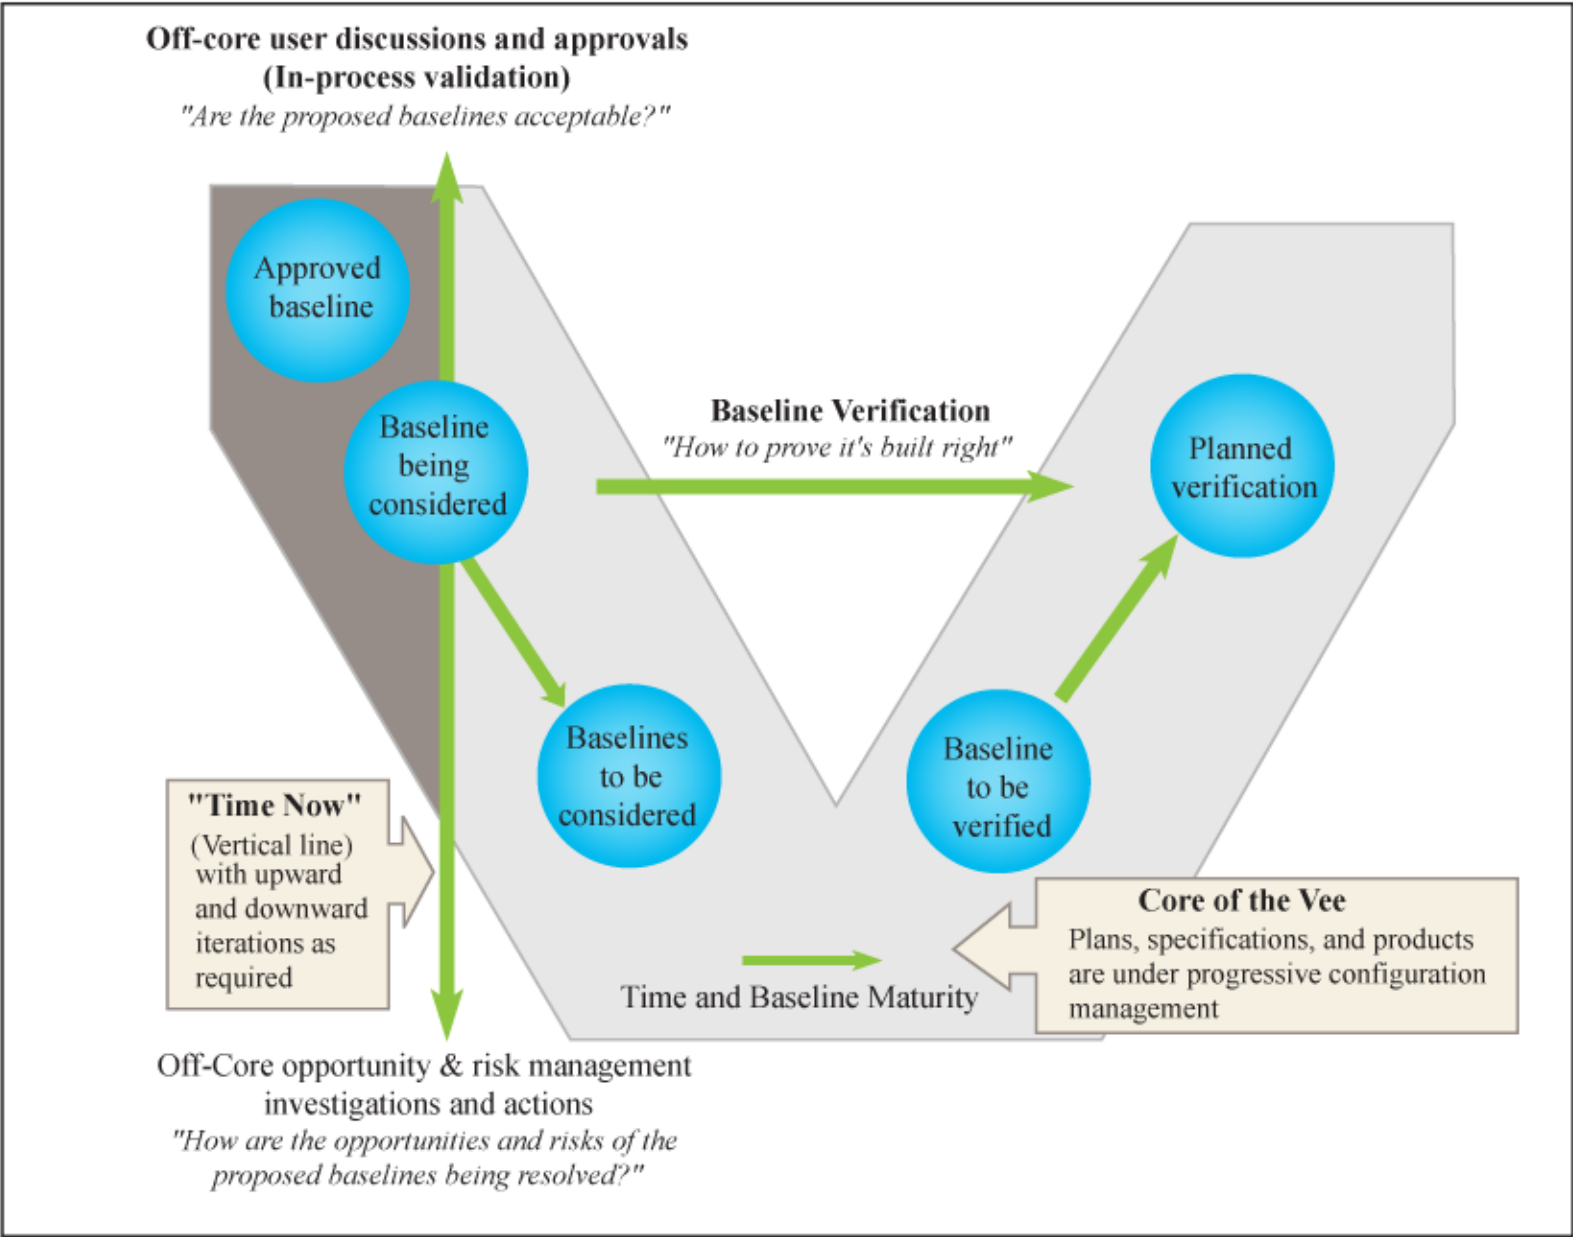 Off-core user discussions and approvals
(In-process validation)
"Are the proposed baselines acceptable?"
Approved
baseline
Baseline
being
considered
Baseline Verification
"How to prove it's built right"
Planned
verification
Baselines
to be
considered
Baseline
to be
verified
"Time Now"
(Vertical line)
with upward
and downward
iterations as
required
Core of the Vee
Plans, specifications, and products
are under progressive configuration
management
Time and Baseline Maturity
Off-Core opportunity & risk management
investigations and actions
"How are the opportunities and risks of the
proposed baselines being resolved?"